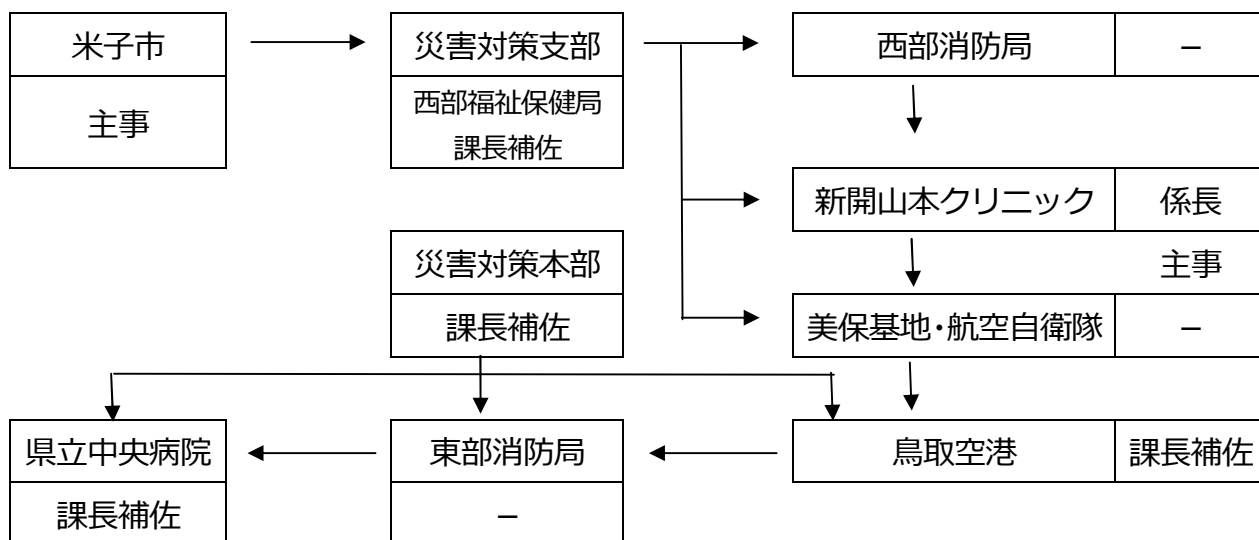 米子市
主事
災害対策支部
西部福祉保健局
課長補佐
西部消防局
－
新開山本クリニック
係長
主事
災害対策本部
課長補佐
美保基地・航空自衛隊
－
県立中央病院
課長補佐
東部消防局
－
鳥取空港
課長補佐